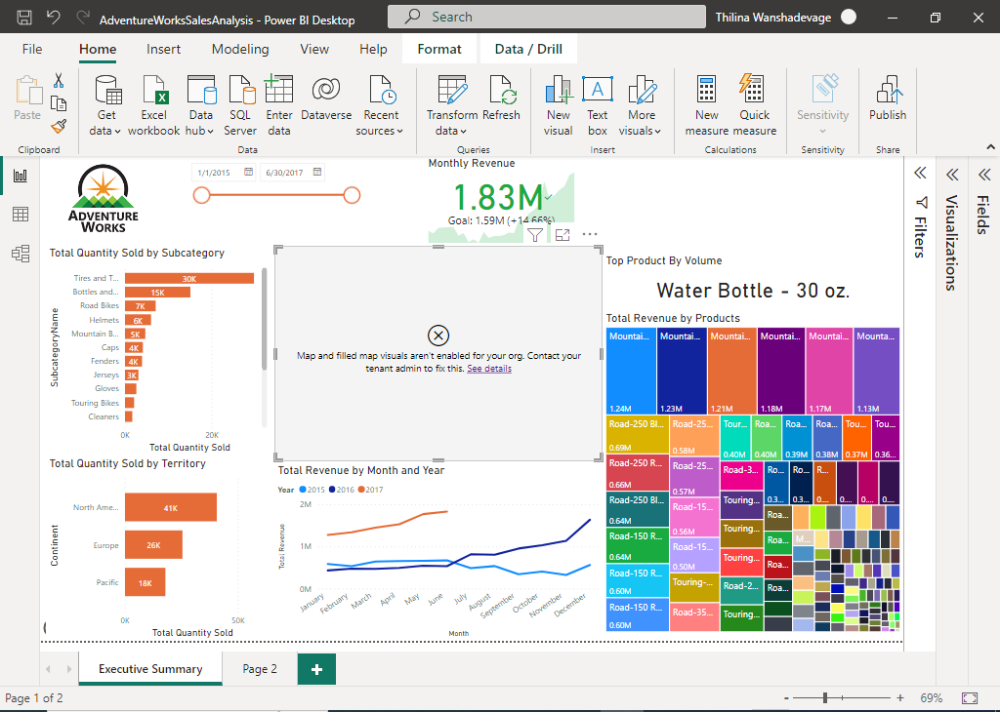 AdventureWorksSalesAnalysis - Power BI Desktop
Search
Thilina Wanshadevage
File Home Insert Modeling View Help Format Data / Drill
Paste
Get data
Excel workbook
Data hub
SQL Server
Enter data
Dataverse
Recent sources
Transform data
Refresh
New visual
Text box
More visuals
New measure
Quick measure
Sensitivity
Publish
Clipboard
Data
Queries
Insert
Calculations
Sensitivity
Share
ADVENTURE
WORKS
1/1/2015
6/30/2017
Monthly Revenue
1.83M
Goal: 1.59M (+14.66%)
Filters
Visualizations
Fields
Total Quantity Sold by Subcategory
SubcategoryName
Tires and T... 30K
Bottles and... 15K
Road Bikes 7K
Helmets 6K
Mountain B... 5K
Caps 4K
Fenders 4K
Jerseys 3K
Gloves
Touring Bikes
Cleaners
0K 20K
Total Quantity Sold
Map and filled map visuals aren't enabled for your org. Contact your
tenant admin to fix this. See details
Top Product By Volume
Water Bottle - 30 oz.
Total Revenue by Products
Mountai... Mountai... Mountai... Mountai... Mountai... Mounta...
1.24M 1.23M 1.21M 1.18M 1.17M 1.13M
Road-250 Bl...
0.69M
Road-250 R...
0.66M
Road-250 Bl...
0.64M
Road-150 R...
0.64M
Road-150 R...
0.60M
Road-150 R...
0.60M
Road-25...
0.58M
Road-25...
0.57M
Road-15...
0.56M
Road-15...
0.50M
Touring-...
Road-35...
Tour... Roa... Roa... Roa... Tou... Tou...
0.40M 0.40M 0.39M 0.38M 0.37M 0.36...
Road-3...
Touring...
Touring...
Touring...
Road-2...
Touring...
Ro... Ro... R...
0.3... 0.3... 0... 0... 0... 0...
Roa...
Roa...
Roa...
Roa...
M...
Total Quantity Sold by Territory
Continent
North Ame... 41K
Europe 26K
Pacific 18K
0K 50K
Total Quantity Sold
Total Revenue by Month and Year
Year 2015 2016 2017
Total Revenue
2M
1M
0M
January February March April May June July August September October November December
Month
Executive Summary
Page 2
+
Page 1 of 2
- + 69%